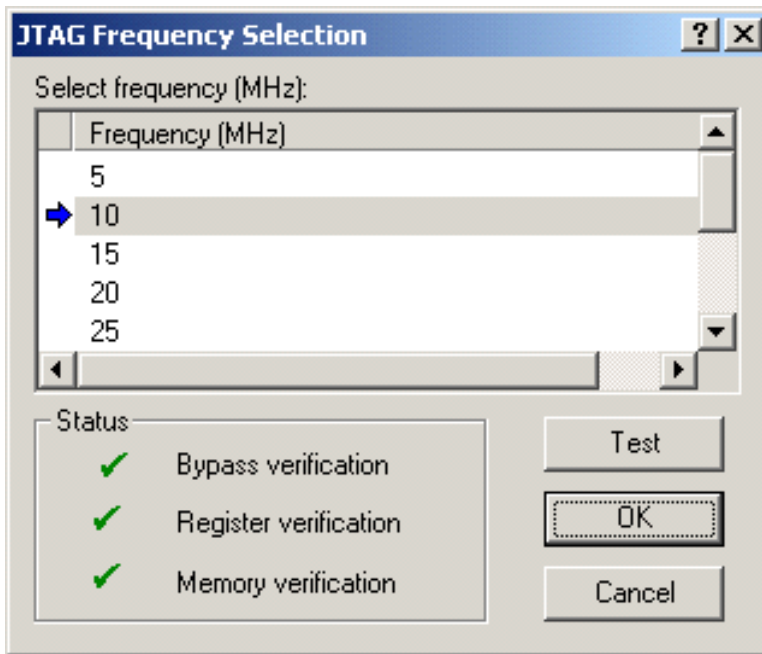 JTAG Frequency Selection
Select frequency (MHz):
Frequency (MHz)
5
10
15
20
25
Status
Bypass verification
Register verification
Memory verification
Test
OK
Cancel